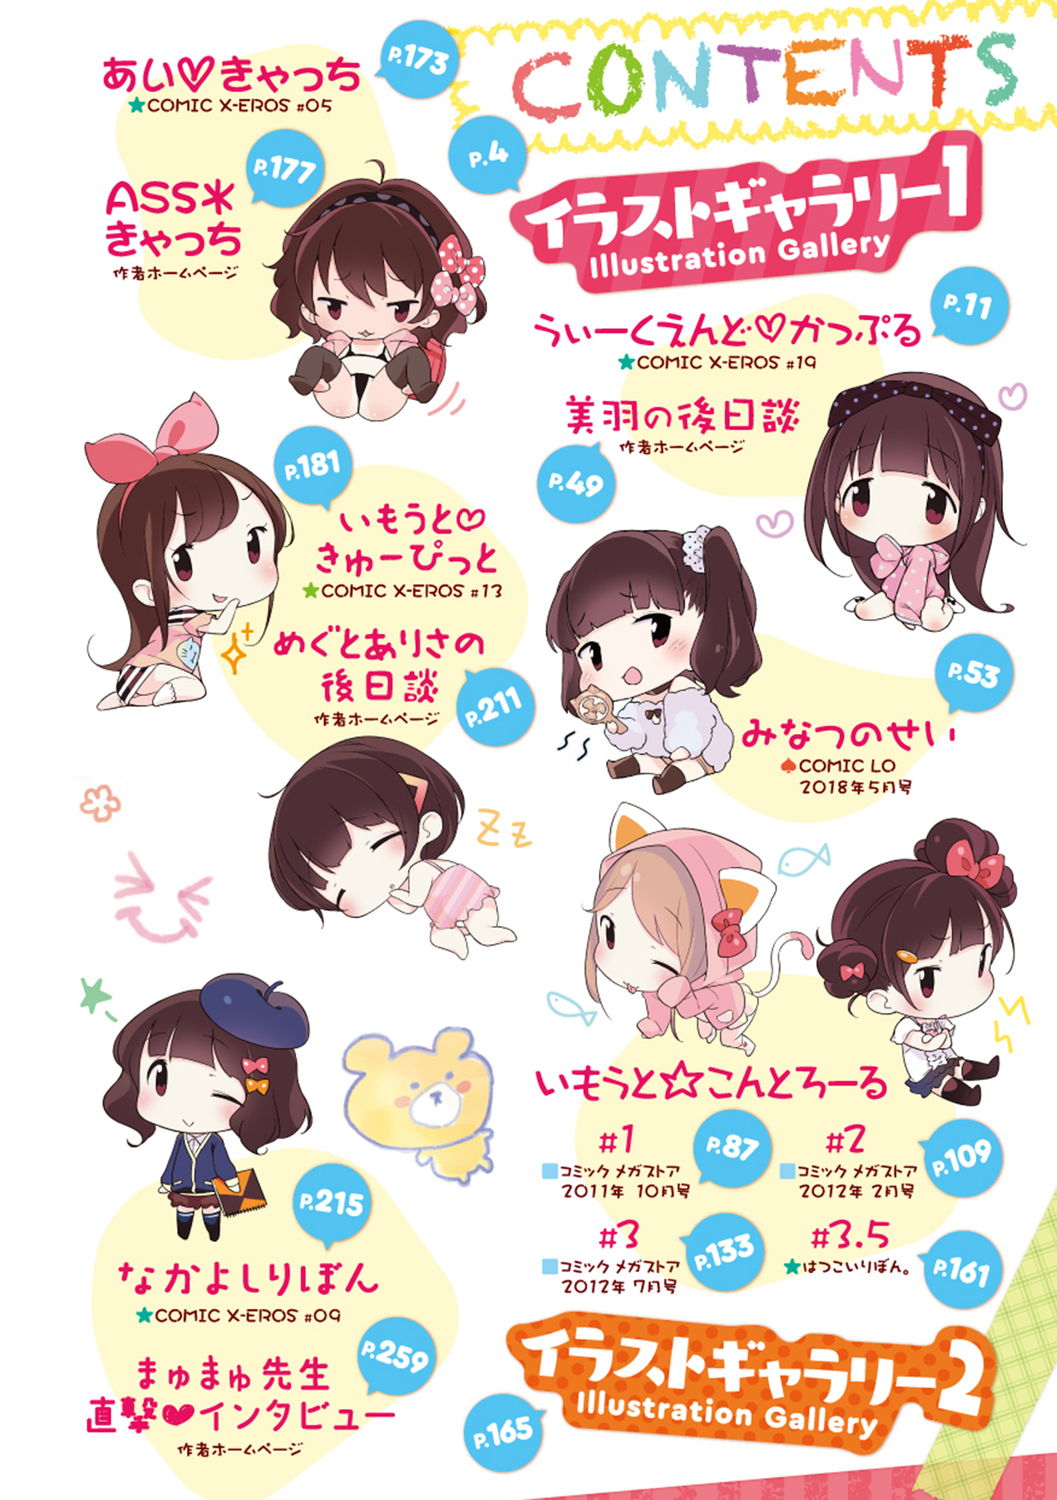 CONTENTS
P.4
イラストギャラリー1
Illustration Gallery
P.11
うぃーくえんど♡かっぷる
★COMIC X-EROS #19
美羽の後日談
作者ホームページ
P.49
P.53
みなつのせい
♠COMIC LO
2018年5月号
いもうと☆こんとろーる
#1
P.87
■コミック メガストア
2011年 10月号
#2
P.109
■コミック メガストア
2012年 2月号
#3
P.133
■コミック メガストア
2012年 7月号
#3.5
P.161
★はつこいりぼん。
イラストギャラリー2
Illustration Gallery
P.165
P.173
あい♡きゃっち
★COMIC X-EROS #05
P.177
ASS*
きゃっち
作者ホームページ
P.181
いもうと♡
きゅーぴっと
★COMIC X-EROS #13
めぐとありさの
後日談
作者ホームページ
P.211
Zz
P.215
なかよしりぼん
★COMIC X-EROS #09
P.259
まゅまゅ先生
直撃♥インタビュー
作者ホームページ